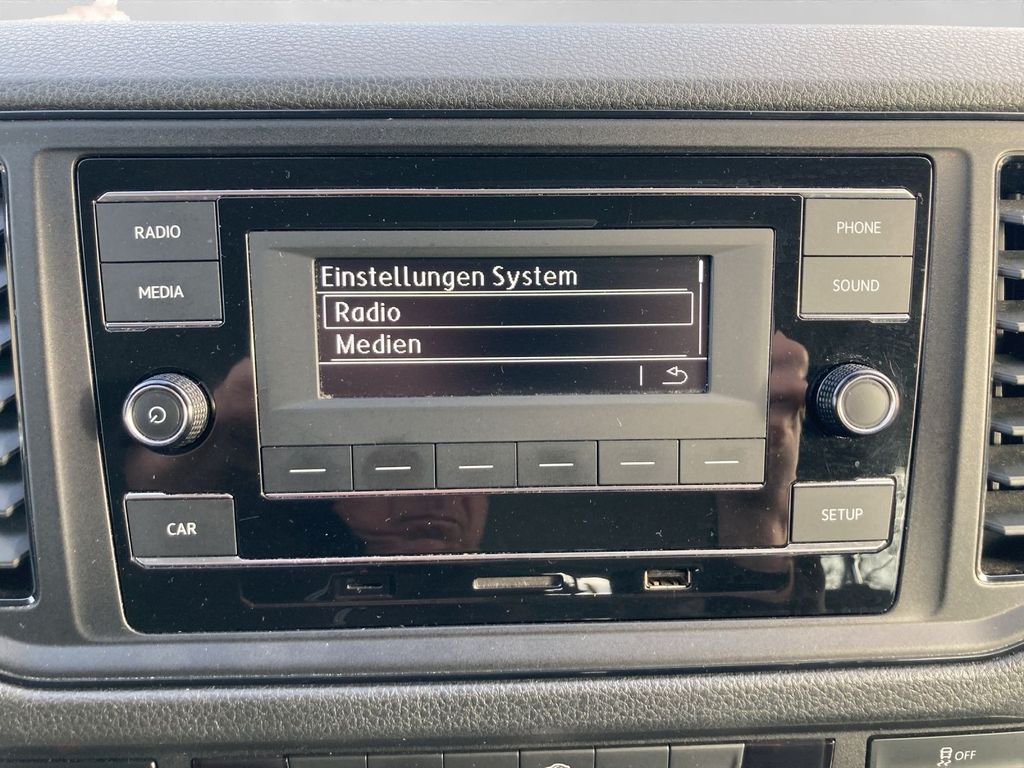 RADIO
MEDIA
Einstellungen System
Radio
Medien
PHONE
SOUND
CAR
SETUP
OFF